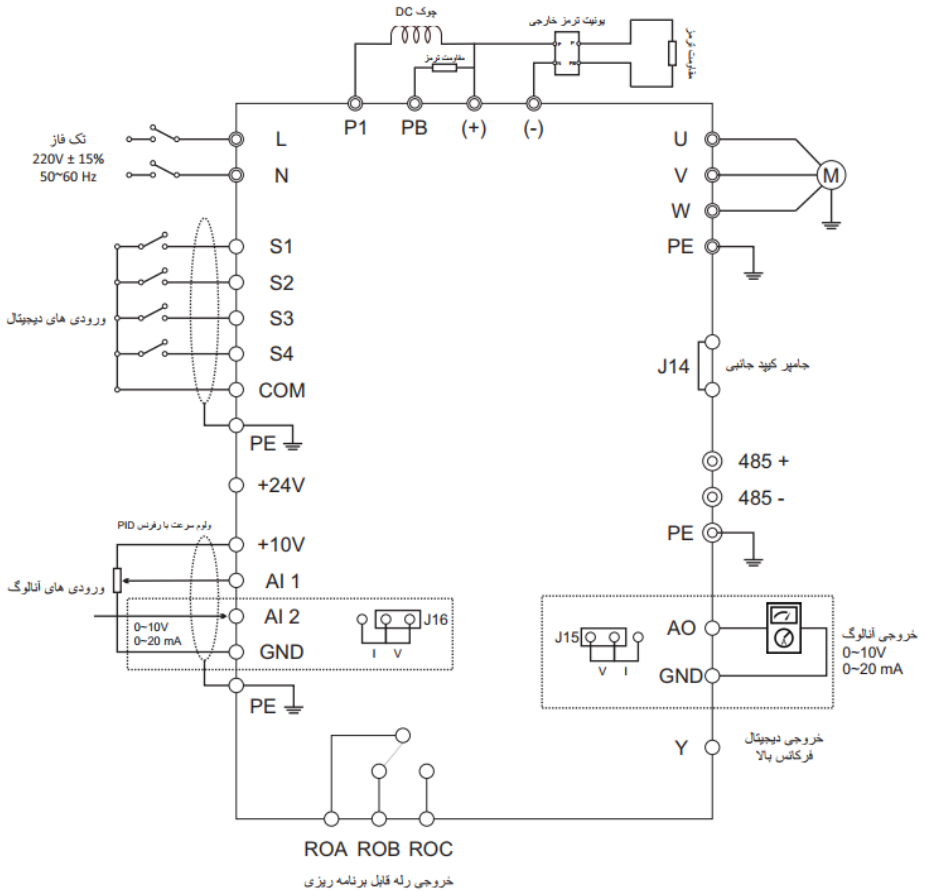 چوک DC
یونیت ترمز خارجی
مقاومت ترمز
P
P
N
PB
مقاومت ترمز
P1
PB
(+)
(-)
تک فاز
220V ± 15%
50~60 Hz
L
N
U
V
W
M
PE
S1
S2
S3
S4
COM
ورودی های دیجیتال
PE
+24V
J14
جامپر کیپد جانبی
485 +
485 -
PE
ولوم سرعت با رفرنس PID
+10V
AI 1
ورودی های آنالوگ
AI 2
0~10V
0~20 mA
GND
J16
I V
PE
J15
V I
AO
GND
خروجی آنالوگ
0~10V
0~20 mA
Y
خروجی دیجیتال
فرکانس بالا
ROA ROB ROC
خروجی رله قابل برنامه ریزی